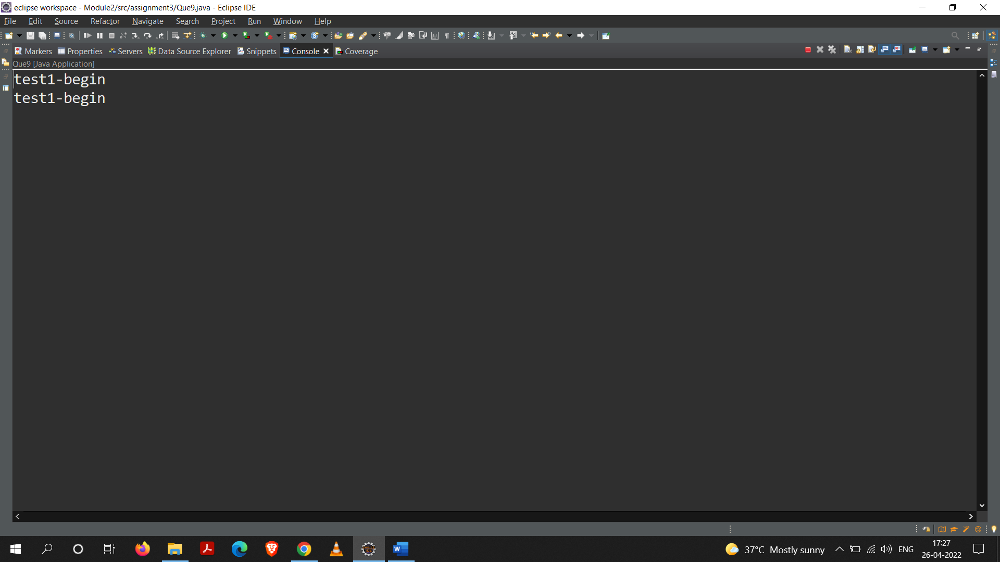 eclipse workspace - Module2/src/assignment3/Que9.java - Eclipse IDE
File Edit Source Refactor Navigate Search Project Run Window Help
Markers Properties Servers Data Source Explorer Snippets Console Coverage
Que9 [Java Application]
test1-begin
test1-begin
37°C Mostly sunny ENG 17:27
26-04-2022